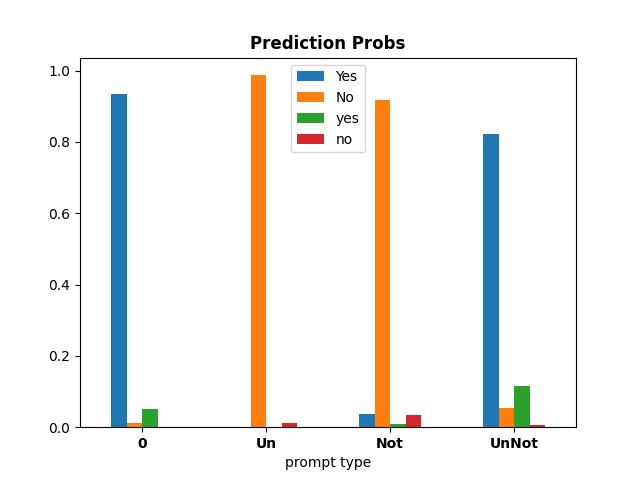 Prediction Probs
1.0
0.8
0.6
0.4
0.2
0.0
Yes
No
yes
no
0 Un Not UnNot
prompt type